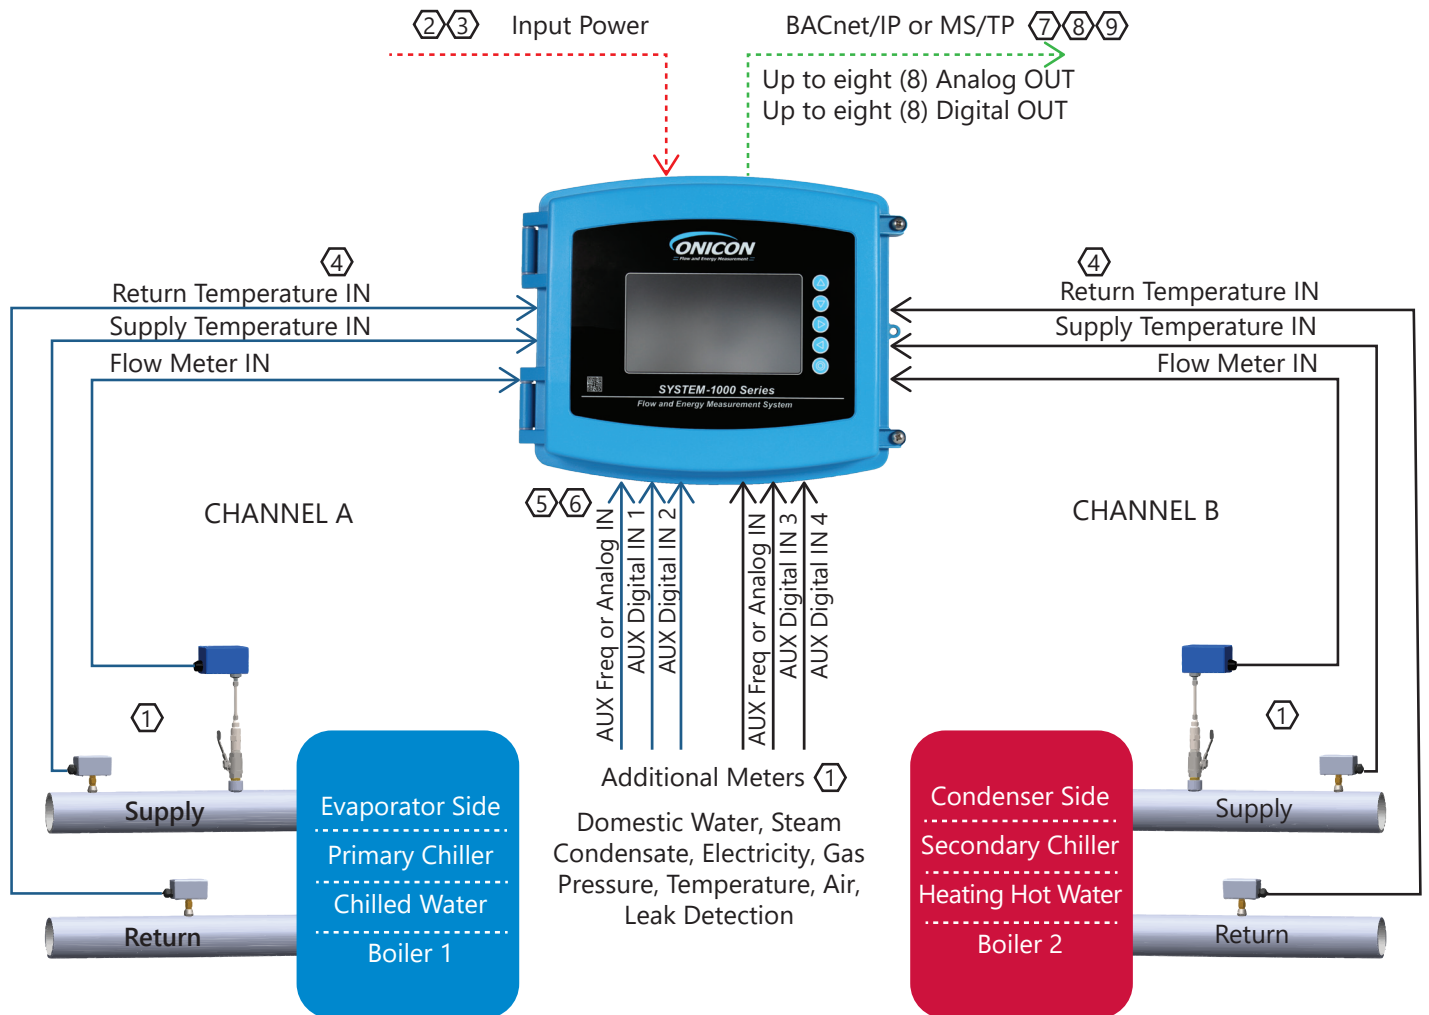 2 3 Input Power
BACnet/IP or MS/TP 7 8 9
Up to eight (8) Analog OUT
Up to eight (8) Digital OUT
4
Return Temperature IN
Supply Temperature IN
Flow Meter IN
ONICON
Flow and Energy Measurement
SYSTEM-1000 Series
Flow and Energy Measurement System
4
Return Temperature IN
Supply Temperature IN
Flow Meter IN
CHANNEL A
5 6
AUX Freq or Analog IN
AUX Digital IN 1
AUX Digital IN 2
AUX Freq or Analog IN
AUX Digital IN 3
AUX Digital IN 4
CHANNEL B
1
Supply
Return
Evaporator Side
Primary Chiller
Chilled Water
Boiler 1
Additional Meters 1
Domestic Water, Steam
Condensate, Electricity, Gas
Pressure, Temperature, Air,
Leak Detection
Condenser Side
Secondary Chiller
Heating Hot Water
Boiler 2
1
Supply
Return